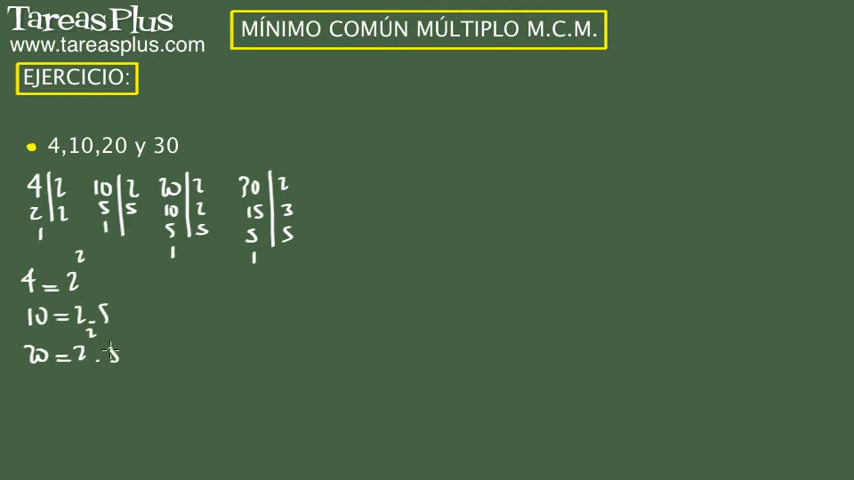 TareasPlus
www.tareasplus.com
MÍNIMO COMÚN MÚLTIPLO M.C.M.
EJERCICIO:
• 4,10,20 y 30
4|2 10|2 20|2 30|2
2|2 5|5 10|2 15|3
1 1 5|5 5|5
1 1
4=2²
10=2.5
20=2².5